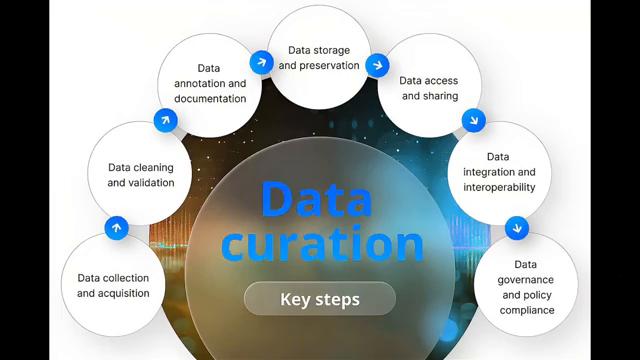 Data curation
Key steps
Data collection
and acquisition
Data cleaning
and validation
Data
annotation and
documentation
Data storage
and preservation
Data access
and sharing
Data
integration and
interoperability
Data
governance
and policy
compliance